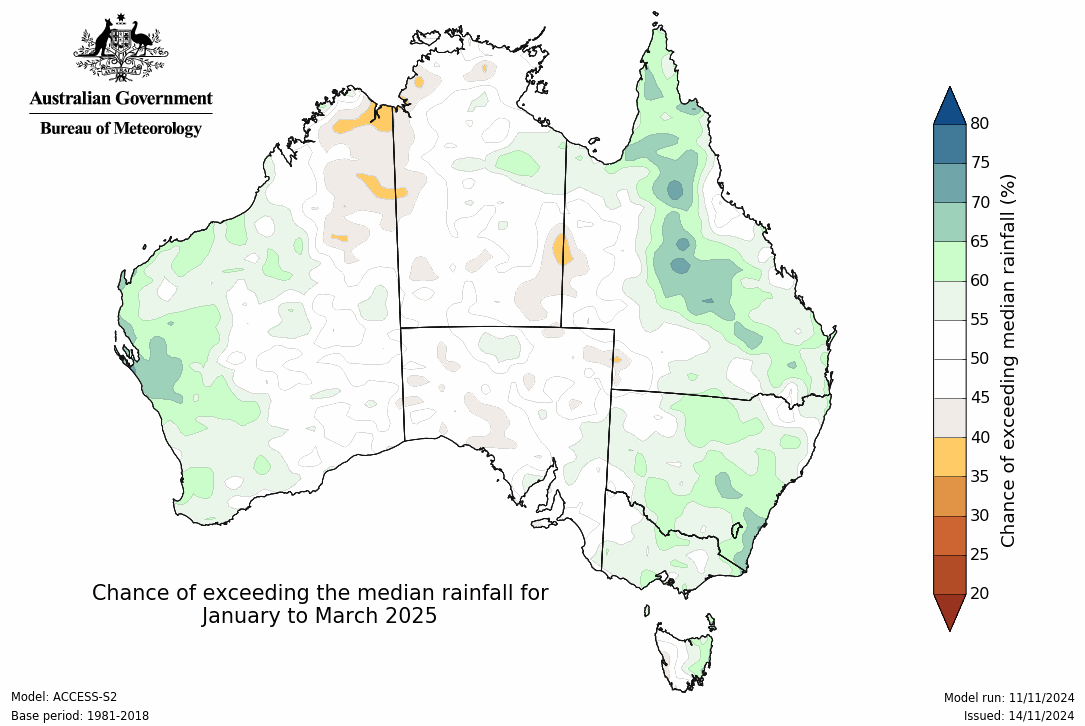 Australian Government
Bureau of Meteorology
80
75
70
65
60
55
50
45
40
35
30
25
20
Chance of exceeding median rainfall (%)
Chance of exceeding the median rainfall for
January to March 2025
Model: ACCESS-S2
Base period: 1981-2018
Model run: 11/11/2024
Issued: 14/11/2024